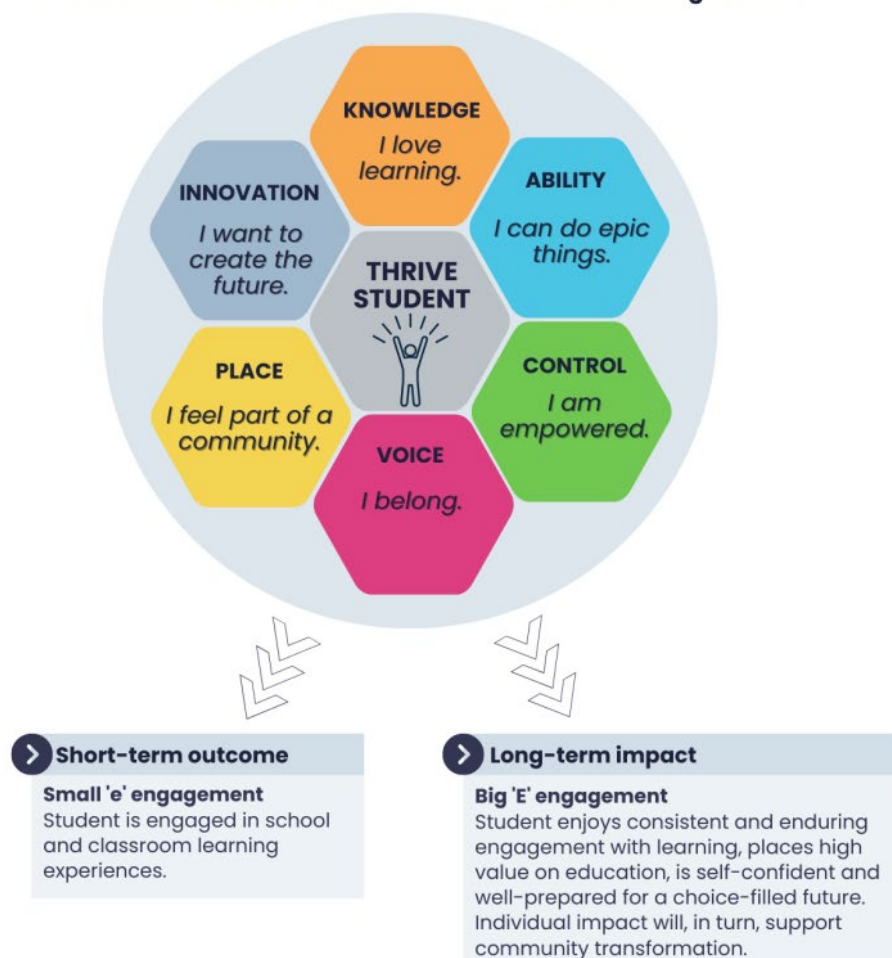 KNOWLEDGE
I love
learning.
INNOVATION
I want to
create the
future.
ABILITY
I can do epic
things.
THRIVE
STUDENT
PLACE
I feel part of a
community.
CONTROL
I am
empowered.
VOICE
I belong.
Short-term outcome
Small 'e' engagement
Student is engaged in school
and classroom learning
experiences.
Long-term impact
Big 'E' engagement
Student enjoys consistent and enduring
engagement with learning, places high
value on education, is self-confident and
well-prepared for a choice-filled future.
Individual impact will, in turn, support
community transformation.